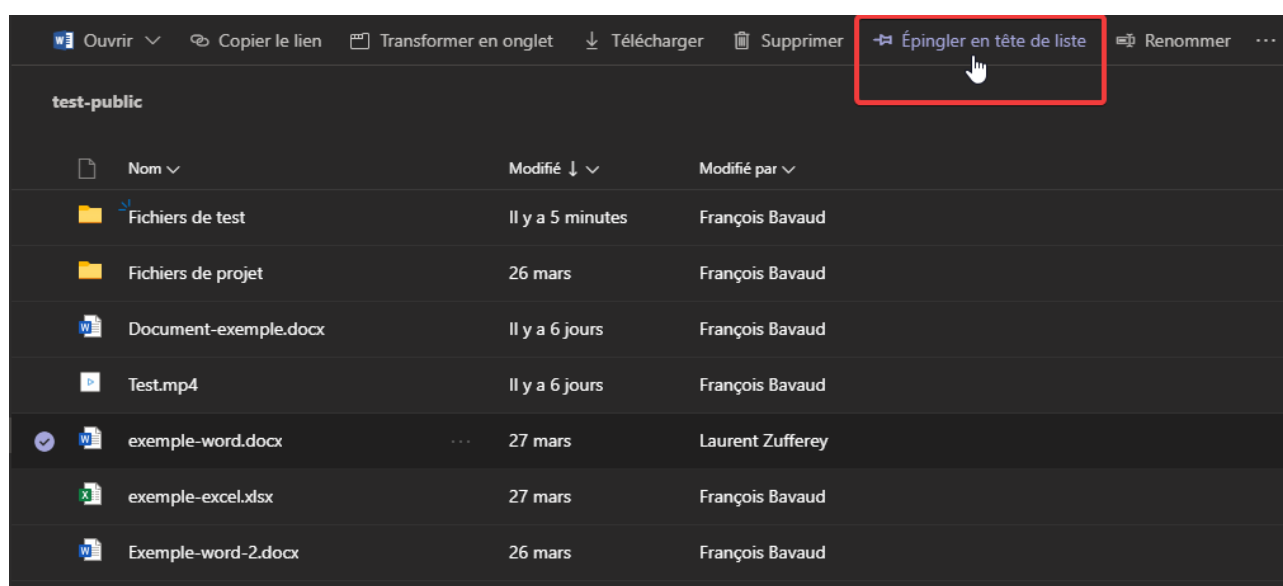 Ouvrir Copier le lien Transformer en onglet Télécharger Supprimer Épingler en tête de liste Renommer ...
test-public
Nom Modifié ↓ Modifié par
Fichiers de test Il y a 5 minutes François Bavaud
Fichiers de projet 26 mars François Bavaud
Document-exemple.docx Il y a 6 jours François Bavaud
Test.mp4 Il y a 6 jours François Bavaud
exemple-word.docx ... 27 mars Laurent Zufferey
exemple-excel.xlsx 27 mars François Bavaud
Exemple-word-2.docx 26 mars François Bavaud